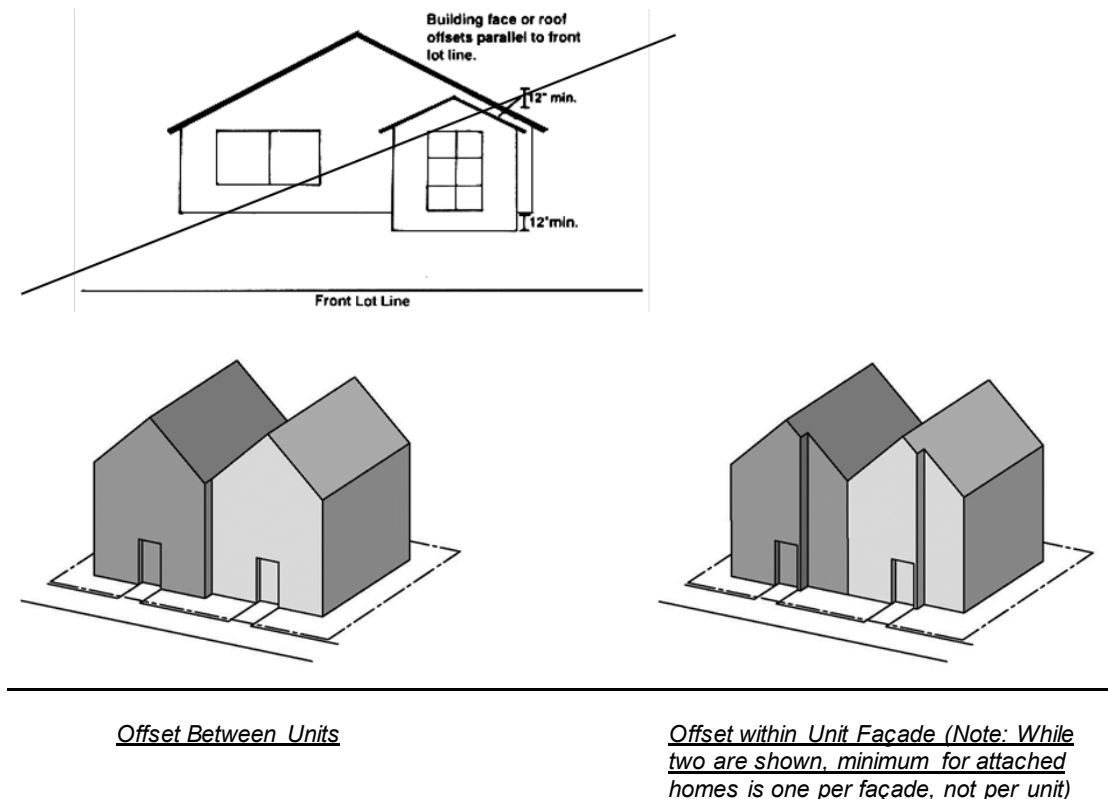 Building face or roof
offsets parallel to front
lot line.
12" min.
12"min.
Front Lot Line
Offset Between Units
Offset within Unit Façade (Note: While
two are shown, minimum for attached
homes is one per façade, not per unit)